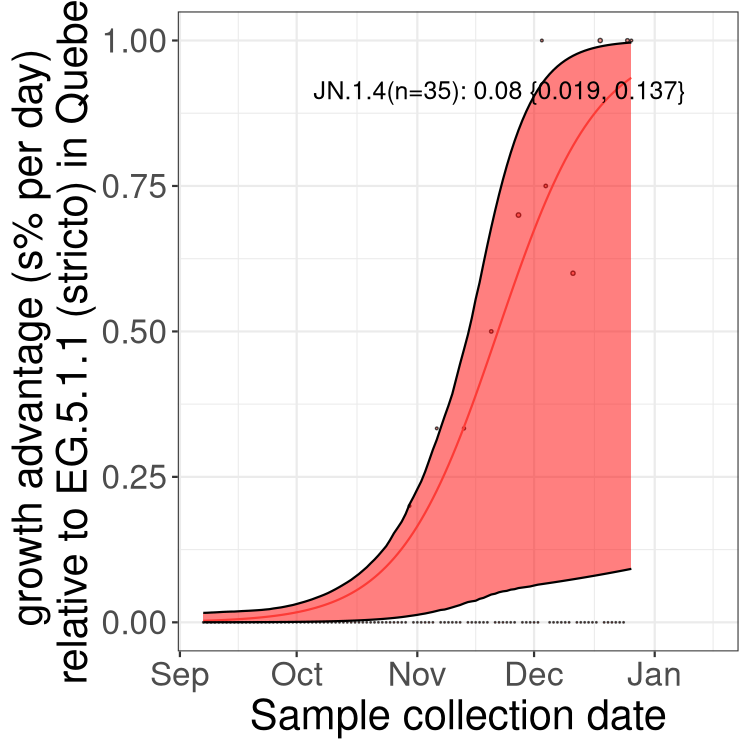 growth advantage (s% per day)
relative to EG.5.1.1 (stricto) in Quebe
1.00
0.75
0.50
0.25
0.00
JN.1.4(n=35): 0.08 {0.019, 0.137}
Sep Oct Nov Dec Jan
Sample collection date